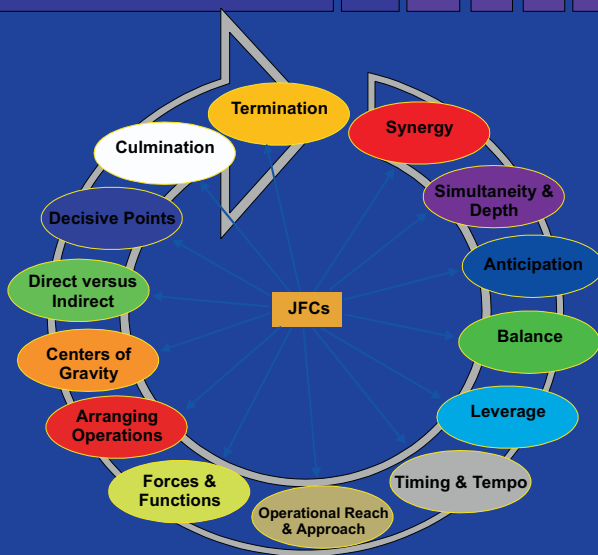 Termination
Synergy
Simultaneity &
Depth
Anticipation
Balance
Leverage
Timing & Tempo
Operational Reach
& Approach
Forces &
Functions
Arranging
Operations
Centers of
Gravity
Direct versus
Indirect
Decisive Points
Culmination
JFCs